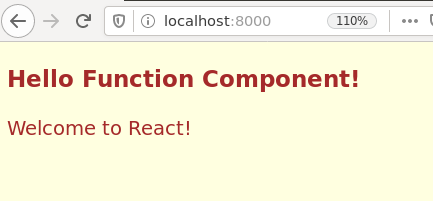 localhost:8000
110%
Hello Function Component!
Welcome to React!